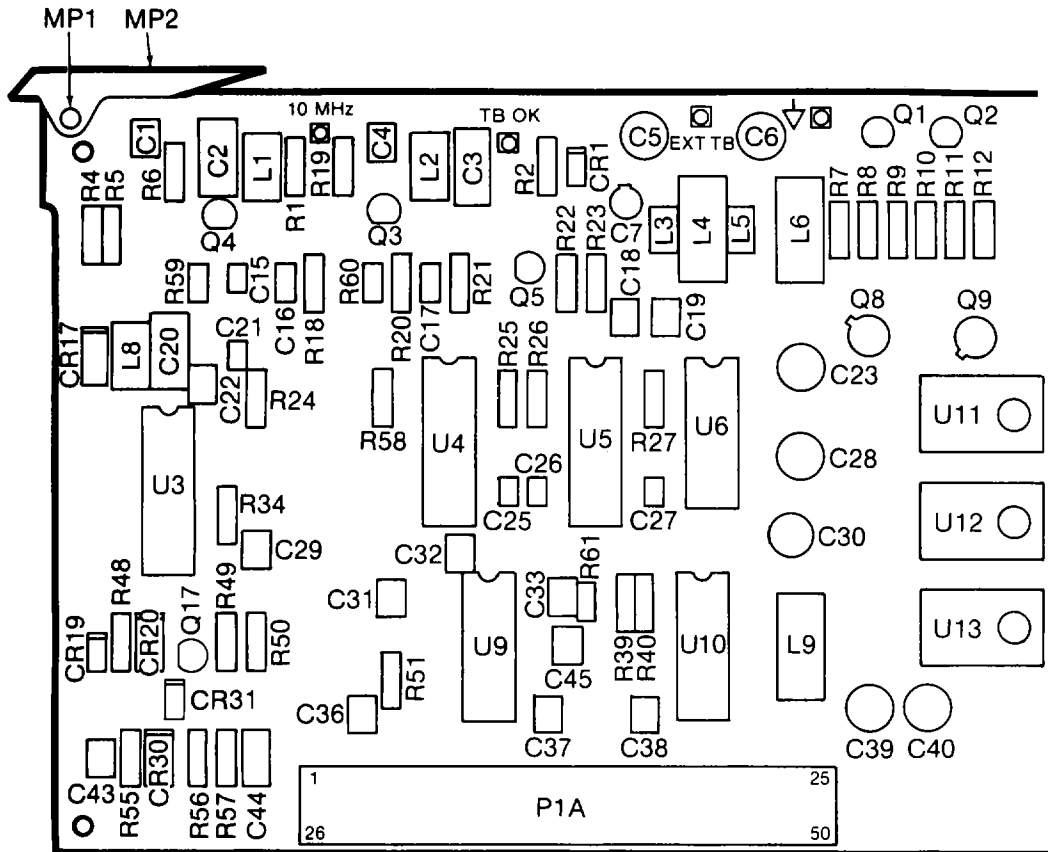 MP1 MP2
10 MHz
TB OK
EXT TB
C1
C2
L1
R19
C4
L2
C3
R2
CR1
C5
C6
Q1
Q2
R4
R5
R6
R1
Q4
Q3
C7
L3
L4
L5
L6
R7
R8
R9
R10
R11
R12
R59
C15
C16
R18
R60
R20
C17
R21
Q5
R22
R23
C18
C19
Q8
Q9
CR17
L8
C20
C21
C22
R24
R58
U4
R25
R26
U5
R27
U6
C23
U11
U3
R34
C29
C25
C26
C27
C28
C30
U12
C32
C31
R48
CR19
CR20
Q17
R49
R50
CR31
R51
C36
U9
C33
R61
C45
R39
R40
U10
L9
U13
C37
C38
C39
C40
C43
R55
CR30
R56
R57
C44
1 25
P1A
26 50